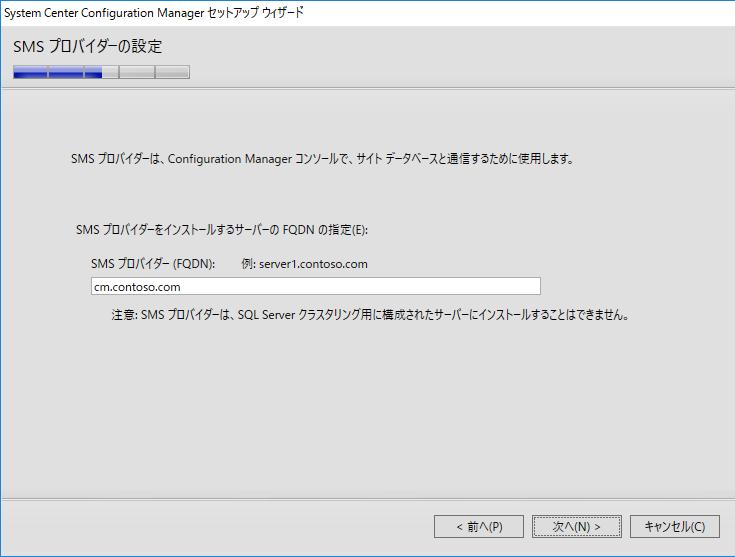 System Center Configuration Manager セットアップ ウィザード
SMS プロバイダーの設定
SMS プロバイダーは、Configuration Manager コンソールで、サイト データベースと通信するために使用します。
SMS プロバイダーをインストールするサーバーの FQDN の指定(E):
SMS プロバイダー (FQDN): 例: server1.contoso.com
cm.contoso.com
注意: SMS プロバイダーは、SQL Server クラスタリング用に構成されたサーバーにインストールすることはできません。
< 前へ(P) 次へ(N) > キャンセル(C)